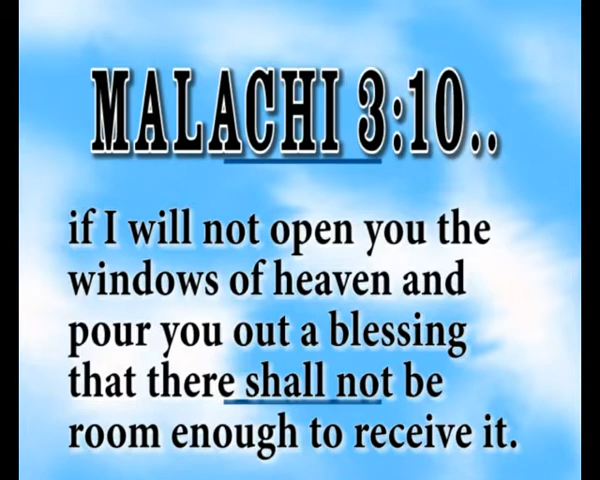 MALACHI 3:10..
if I will not open you the
windows of heaven and
pour you out a blessing
that there shall not be
room enough to receive it.